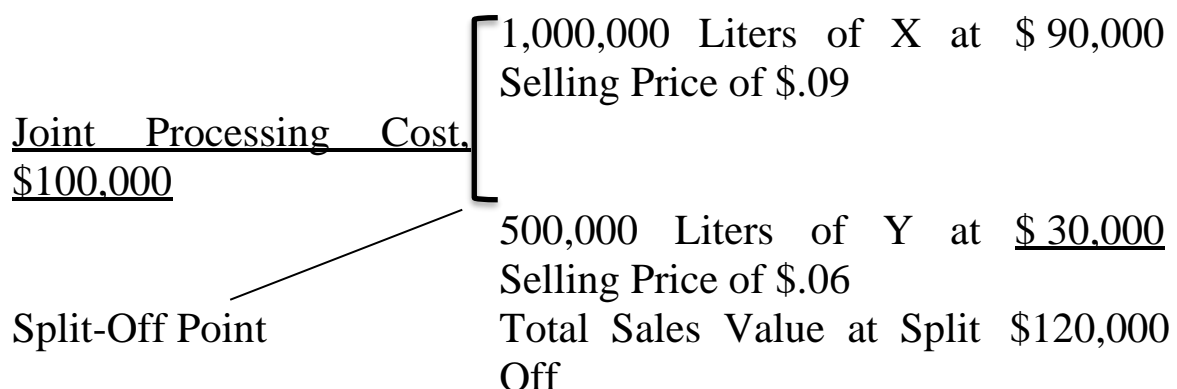 1,000,000 Liters of X at $ 90,000
Selling Price of $.09
Joint Processing Cost,
$100,000
500,000 Liters of Y at $ 30,000
Selling Price of $.06
Split-Off Point
Total Sales Value at Split $120,000
Off